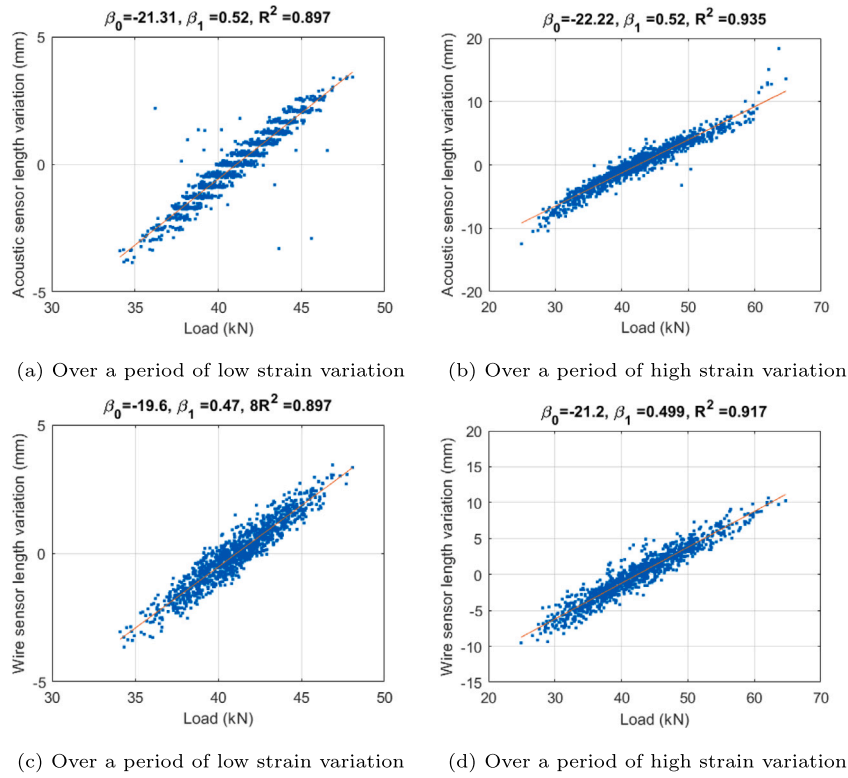 β₀=-21.31, β₁ =0.52, R² =0.897
5
0
-5
Acoustic sensor length variation (mm)
30 35 40 45 50
Load (kN)
(a) Over a period of low strain variation
β₀=-22.22, β₁ =0.52, R² =0.935
20
10
0
-10
-20
Acoustic sensor length variation (mm)
20 30 40 50 60 70
Load (kN)
(b) Over a period of high strain variation
β₀=-19.6, β₁ =0.47, 8R² =0.897
5
0
-5
Wire sensor length variation (mm)
30 35 40 45 50
Load (kN)
(c) Over a period of low strain variation
β₀=-21.2, β₁ =0.499, R² =0.917
20
15
10
5
0
-5
-10
-15
Wire sensor length variation (mm)
20 30 40 50 60 70
Load (kN)
(d) Over a period of high strain variation